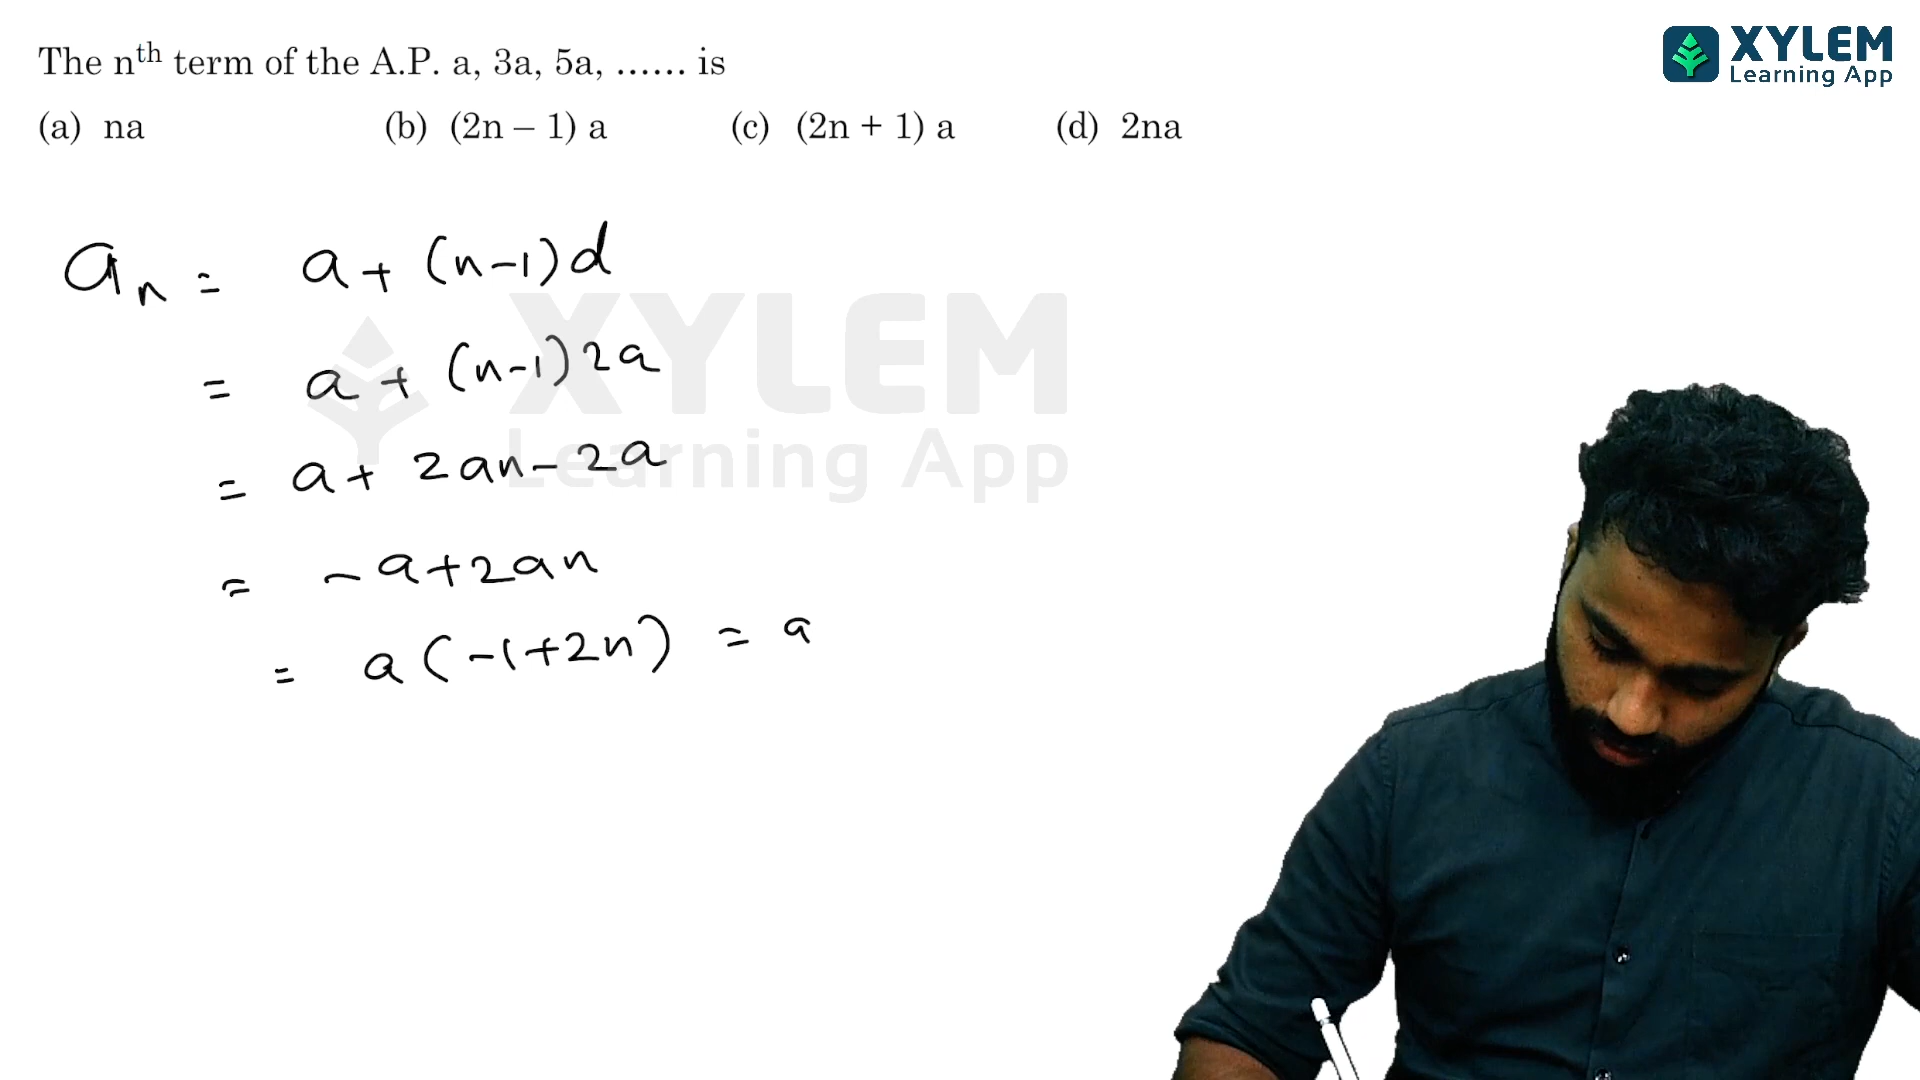 The nth term of the A.P. a, 3a, 5a, ...... is
(a) na (b) (2n – 1) a (c) (2n + 1) a (d) 2na
XYLEM
Learning App
an = a + (n-1)d
= a + (n-1)2a
= a + 2an - 2a
= -a+2an
= a(-1+2n) = a
XYLEM
Learning App